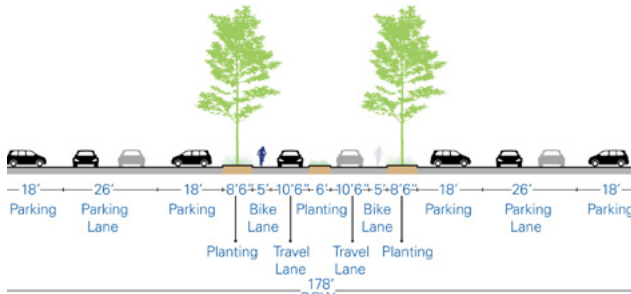 18' 26' 18' 8'6" 5' 10'6" 6' 10'6" 5' 8'6" 18' 26' 18'
Parking Parking Lane Parking Bike Lane Planting Bike Lane Parking Parking Lane Parking
Planting Travel Lane Travel Lane Planting
178'